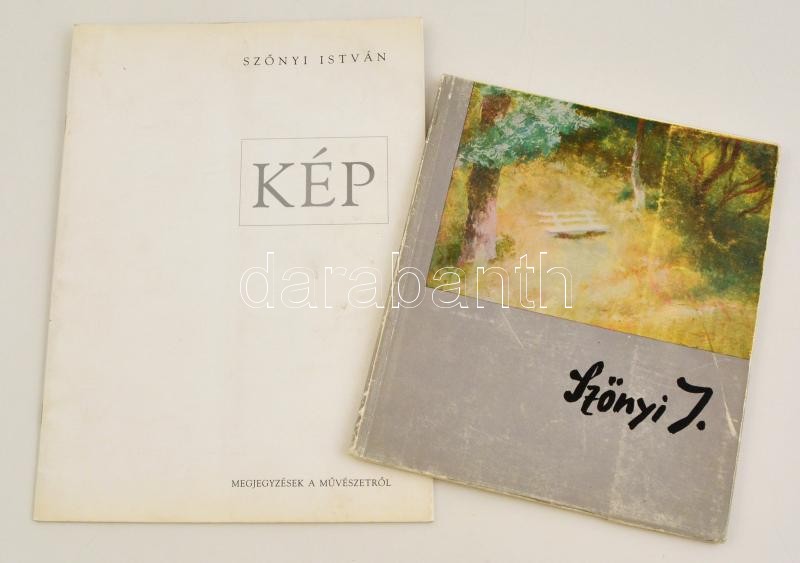 SZŐNYI ISTVÁN
KÉP
MEGJEGYZÉSEK A MŰVÉSZETRŐL
Szőnyi I.
darabanth